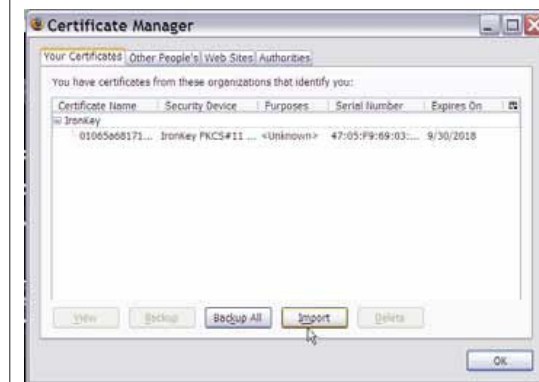 Certificate Manager
Your Certificates Other People's Web Sites Authorities
You have certificates from these organizations that identify you:
Certificate Name Security Device Purposes Serial Number Expires On
IronKey
01065a68171... IronKey PKCS#11 ... <Unknown> 47:05:F9:69:03:... 9/30/2018
View Backup Backup All Import Delete
OK